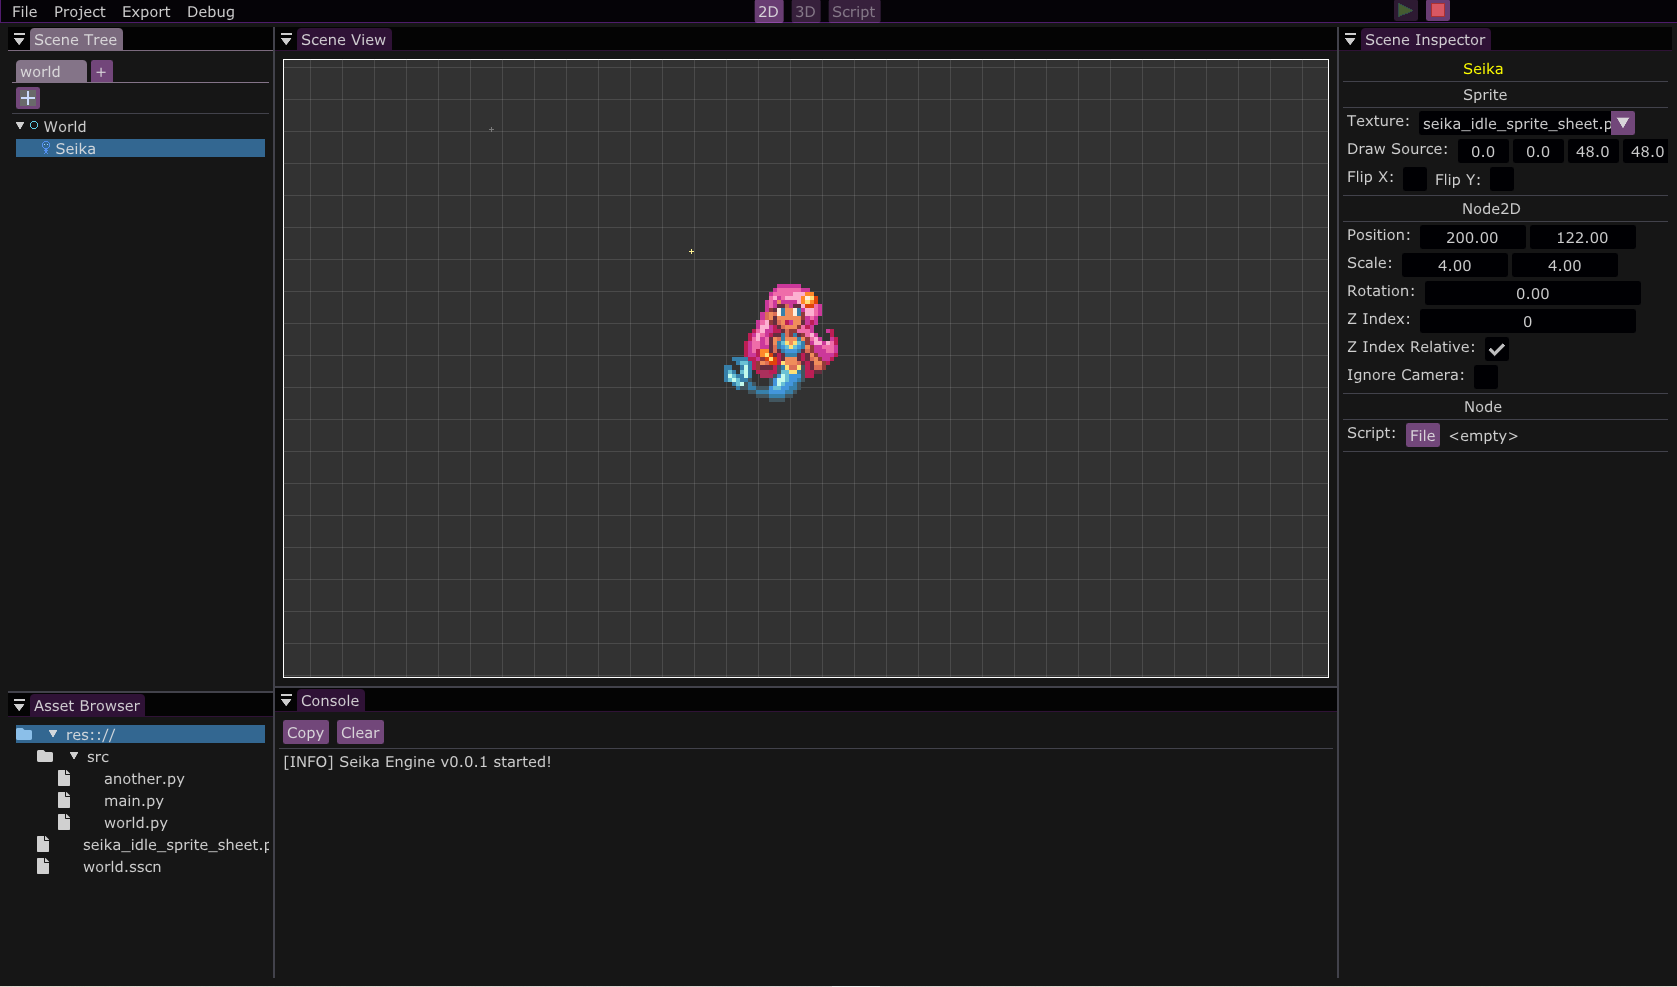 File Project Export Debug 2D 3D Script
Scene Tree
world +
World
Seika
Scene View
Scene Inspector
Seika
Sprite
Texture: seika_idle_sprite_sheet.p
Draw Source: 0.0 0.0 48.0 48.0
Flip X: Flip Y:
Node2D
Position: 200.00 122.00
Scale: 4.00 4.00
Rotation: 0.00
Z Index: 0
Z Index Relative:
Ignore Camera:
Node
Script: File <empty>
Asset Browser
res:://
src
another.py
main.py
world.py
seika_idle_sprite_sheet.p
world.sscn
Console
Copy Clear
[INFO] Seika Engine v0.0.1 started!